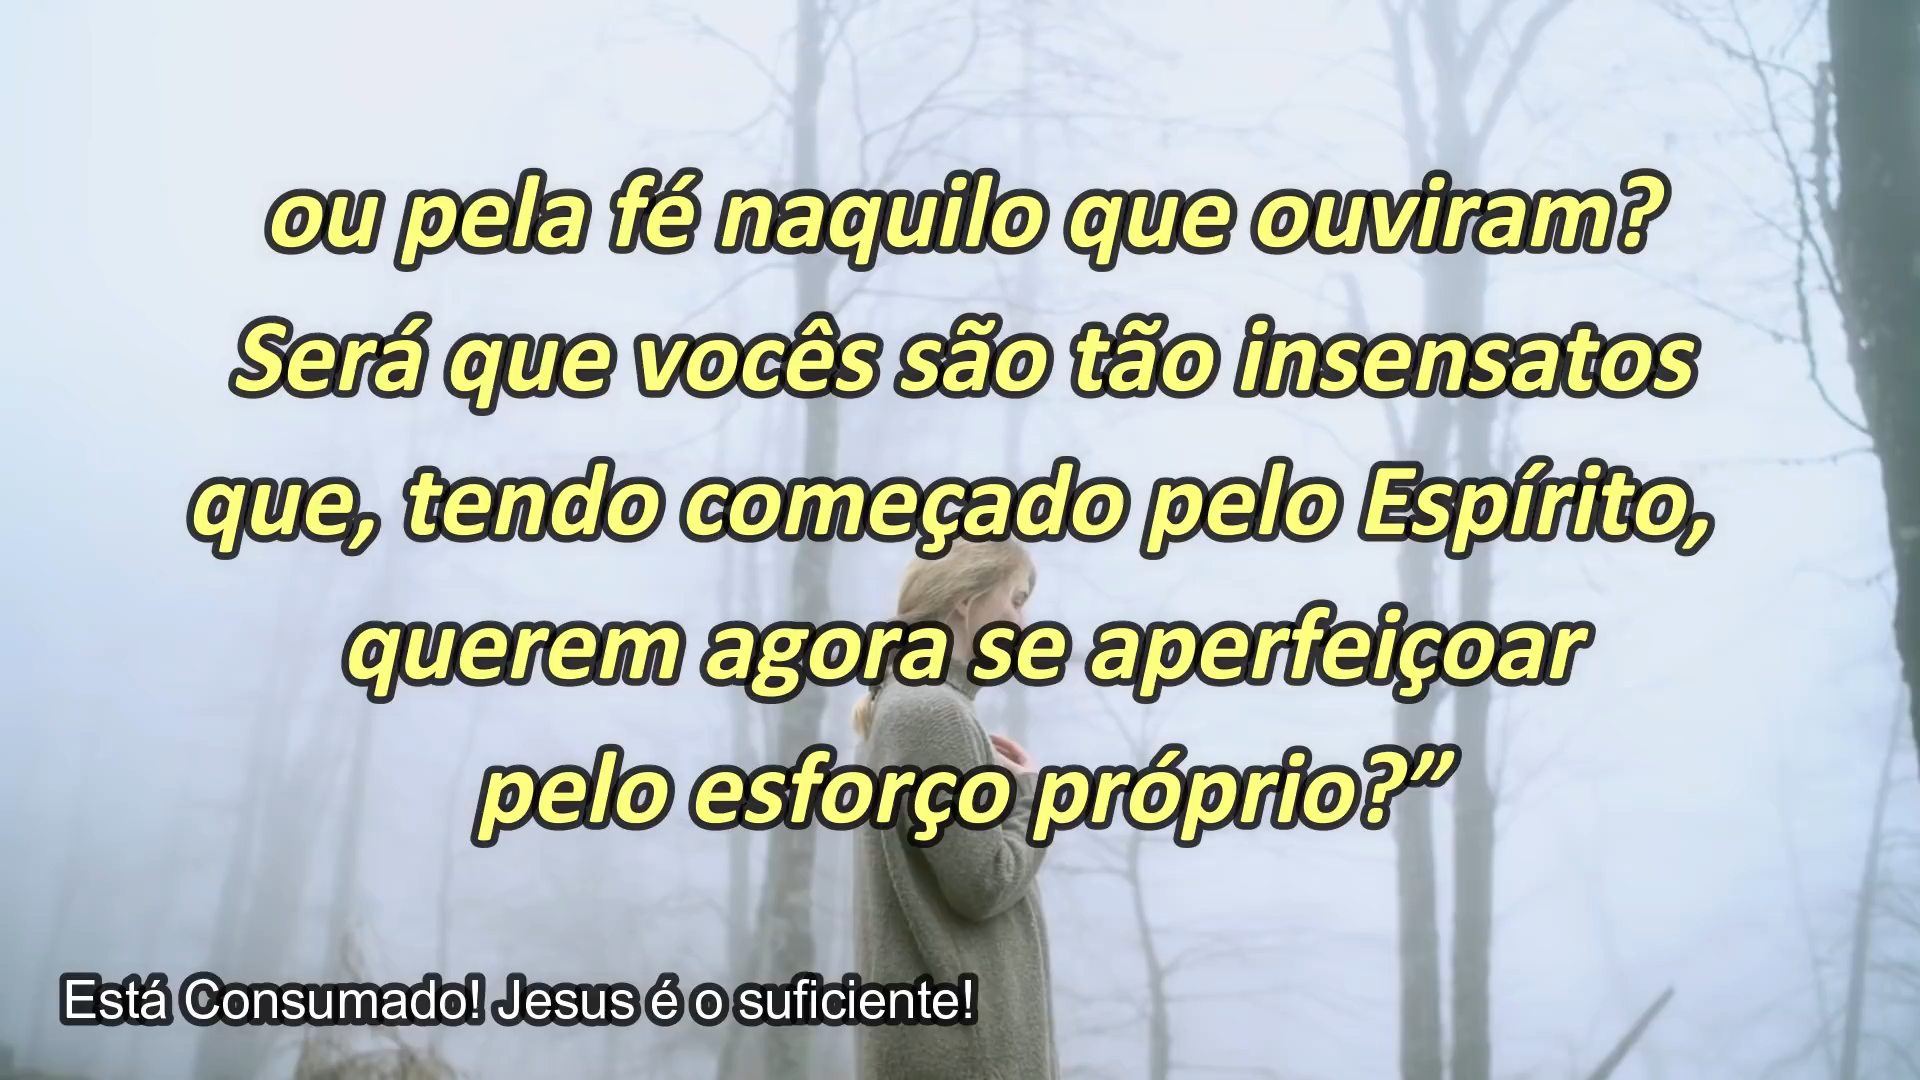 ou pela fé naquilo que ouviram?
Será que vocês são tão insensatos
que, tendo começado pelo Espírito,
querem agora se aperfeiçoar
pelo esforço próprio?”
Está Consumado! Jesus é o suficiente!